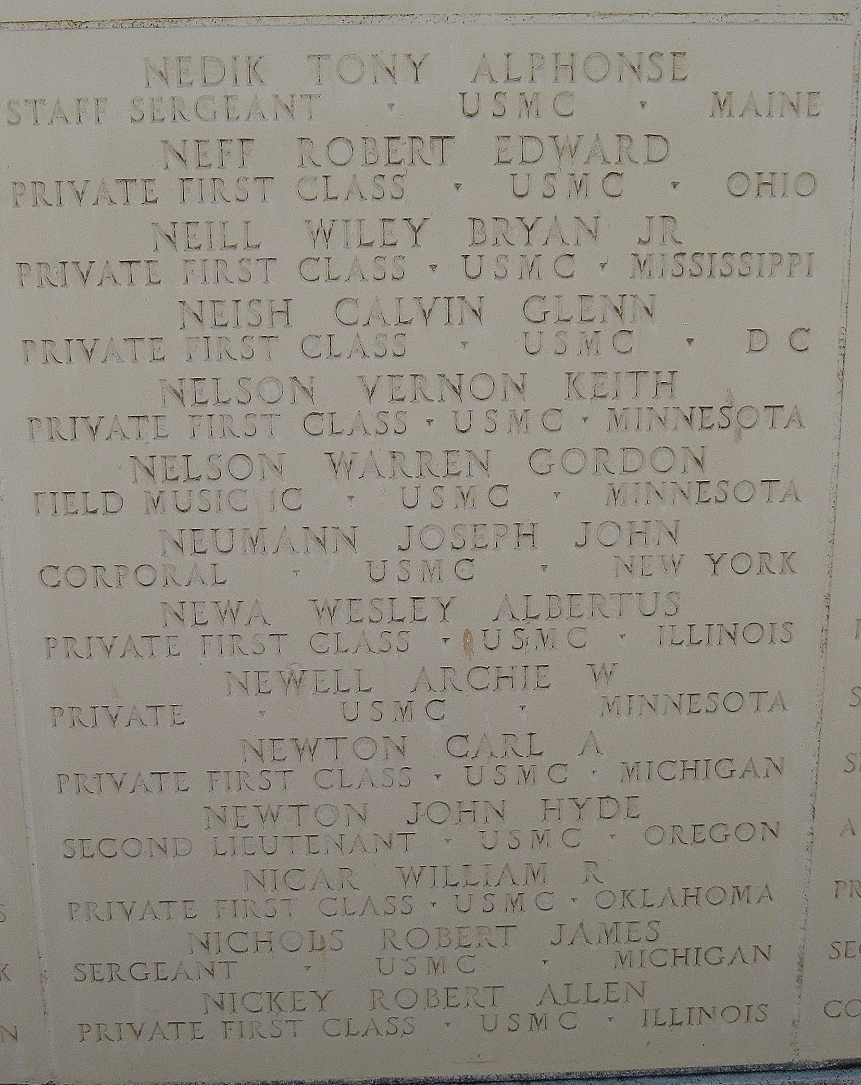 NEDIK TONY ALPHONSE
STAFF SERGEANT · USMC · MAINE
NEFF ROBERT EDWARD
PRIVATE FIRST CLASS · USMC · OHIO
NEILL WILEY BRYAN JR
PRIVATE FIRST CLASS · USMC · MISSISSIPPI
NEISH CALVIN GLENN
PRIVATE FIRST CLASS · USMC · D C
NELSON VERNON KEITH
PRIVATE FIRST CLASS · USMC · MINNESOTA
NELSON WARREN GORDON
FIELD MUSIC 1C · USMC · MINNESOTA
NEUMANN JOSEPH JOHN
CORPORAL · USMC · NEW YORK
NEWA WESLEY ALBERTUS
PRIVATE FIRST CLASS · USMC · ILLINOIS
NEWELL ARCHIE W
PRIVATE · USMC · MINNESOTA
NEWTON CARL A
PRIVATE FIRST CLASS · USMC · MICHIGAN
NEWTON JOHN HYDE
SECOND LIEUTENANT · USMC · OREGON
NICAR WILLIAM R
PRIVATE FIRST CLASS · USMC · OKLAHOMA
NICHOLS ROBERT JAMES
SERGEANT · USMC · MICHIGAN
NICKEY ROBERT ALLEN
PRIVATE FIRST CLASS · USMC · ILLINOIS